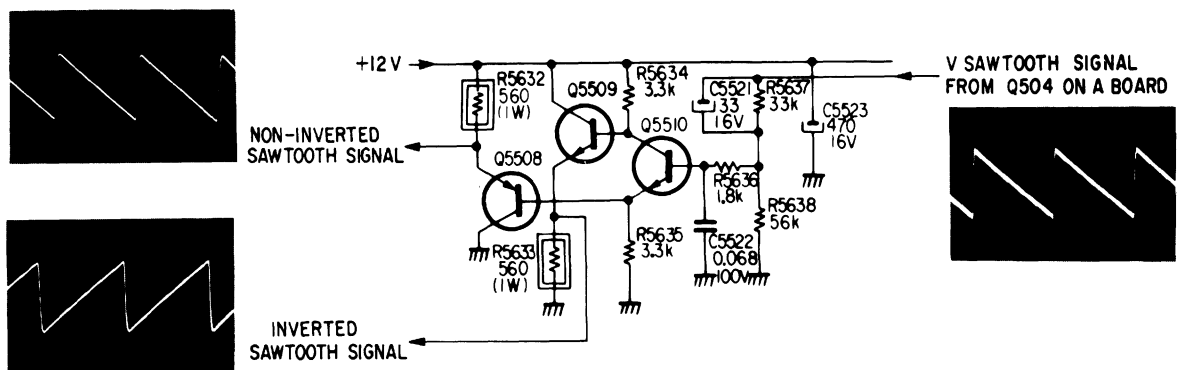 +12V
R5632
560
(1W)
Q5509
R5634
3.3k
C5521
33
16V
R5637
33k
V SAWTOOTH SIGNAL
FROM Q504 ON A BOARD
C5523
470
16V
NON-INVERTED
SAWTOOTH SIGNAL
Q5508
Q5510
R5636
1.8k
R5638
56k
R5633
560
(1W)
R5635
3.3k
C5522
0.068
100V
INVERTED
SAWTOOTH SIGNAL